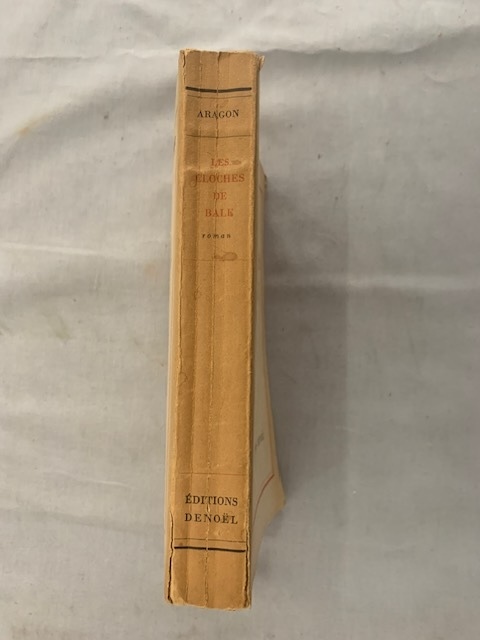 ARAGON
LES
CLOCHES
DE
BALE
roman
ÉDITIONS
DENOËL